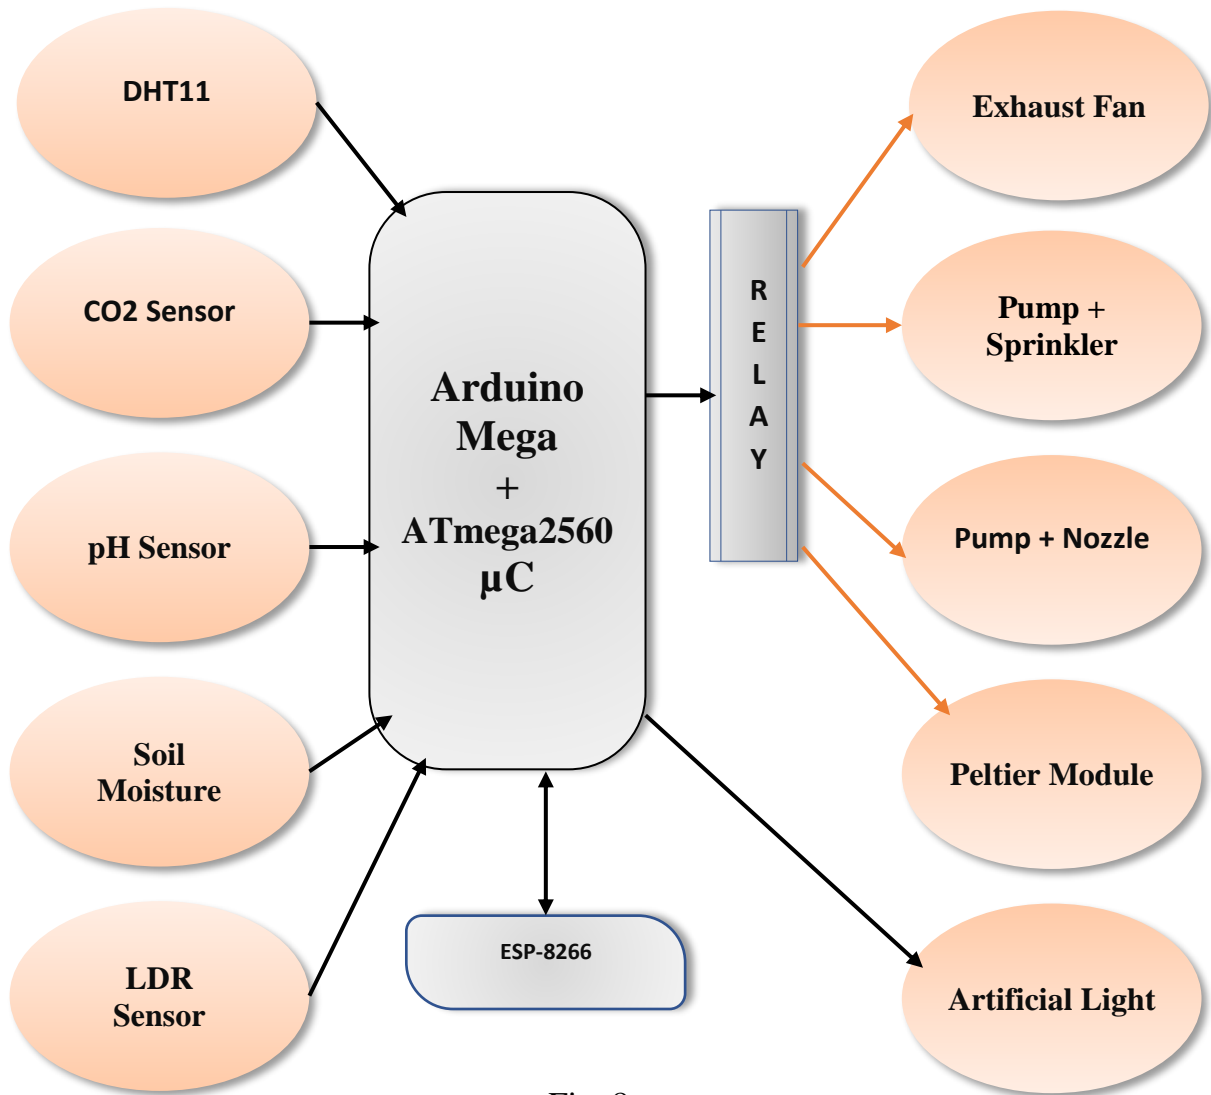 DHT11
CO2 Sensor
pH Sensor
Soil
Moisture
LDR
Sensor
Arduino
Mega
+
ATmega2560
µC
ESP-8266
R
E
L
A
Y
Exhaust Fan
Pump +
Sprinkler
Pump + Nozzle
Peltier Module
Artificial Light